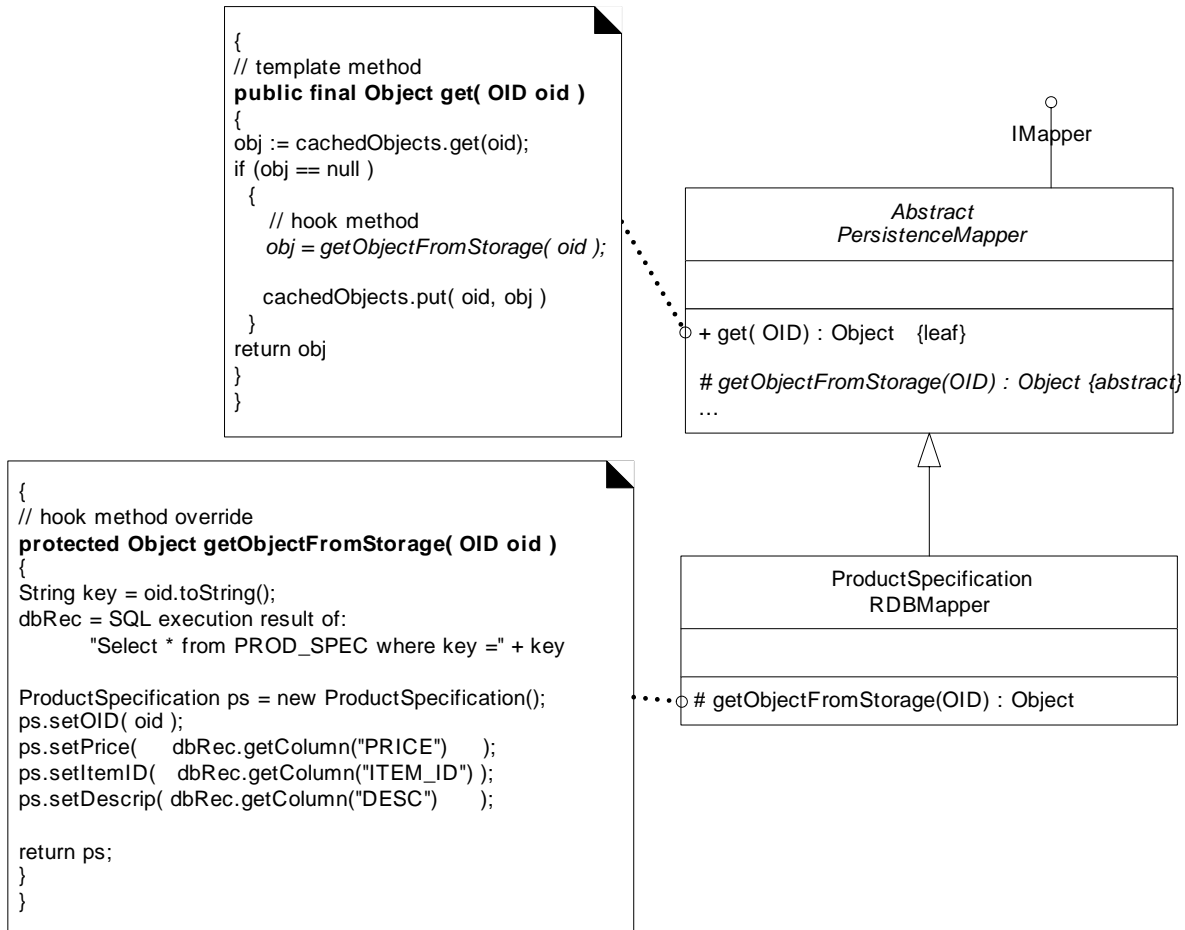 {
// template method
public final Object get( OID oid )
{
obj := cachedObjects.get(oid);
if (obj == null )
{
// hook method
obj = getObjectFromStorage( oid );
cachedObjects.put( oid, obj )
}
return obj
}
}
IMapper
Abstract
PersistenceMapper
+ get( OID) : Object {leaf}
# getObjectFromStorage(OID) : Object {abstract}
...
{
// hook method override
protected Object getObjectFromStorage( OID oid )
{
String key = oid.toString();
dbRec = SQL execution result of:
"Select * from PROD_SPEC where key =" + key
ProductSpecification ps = new ProductSpecification();
ps.setOID( oid );
ps.setPrice( dbRec.getColumn("PRICE") );
ps.setItemID( dbRec.getColumn("ITEM_ID") );
ps.setDescrip( dbRec.getColumn("DESC") );
return ps;
}
}
ProductSpecification
RDBMapper
# getObjectFromStorage(OID) : Object